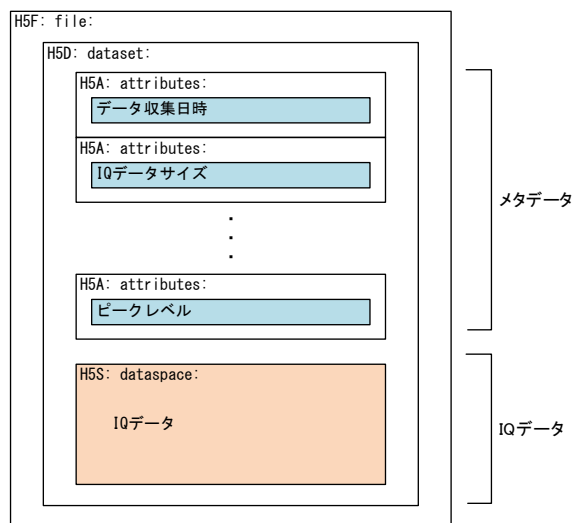 H5F: file:
H5D: dataset:
H5A: attributes:
データ収集日時
H5A: attributes:
IQデータサイズ
・
・
・
H5A: attributes:
ピークレベル
メタデータ
H5S: dataspace:
IQデータ
IQデータ